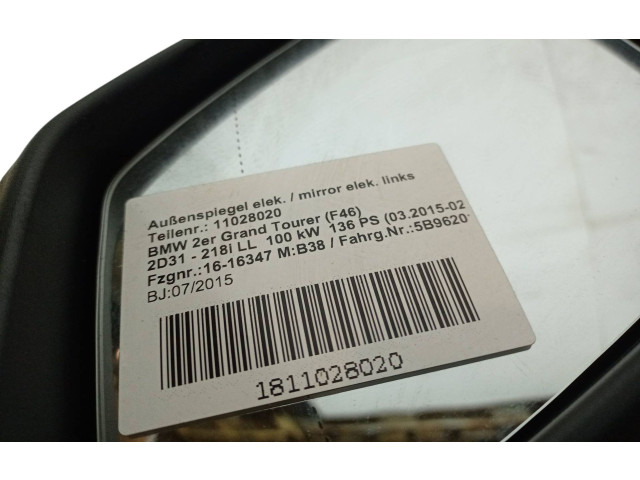 Außenspiegel elek. / mirror elek. links
Teilenr.: 11028020
BMW 2er Grand Tourer (F46)
2D31 - 218i LL 100 kW 136 PS (03.2015-02
Fzgnr.:16-16347 M:B38 / Fahrg.Nr.:5B9620
BJ:07/2015
1811028020